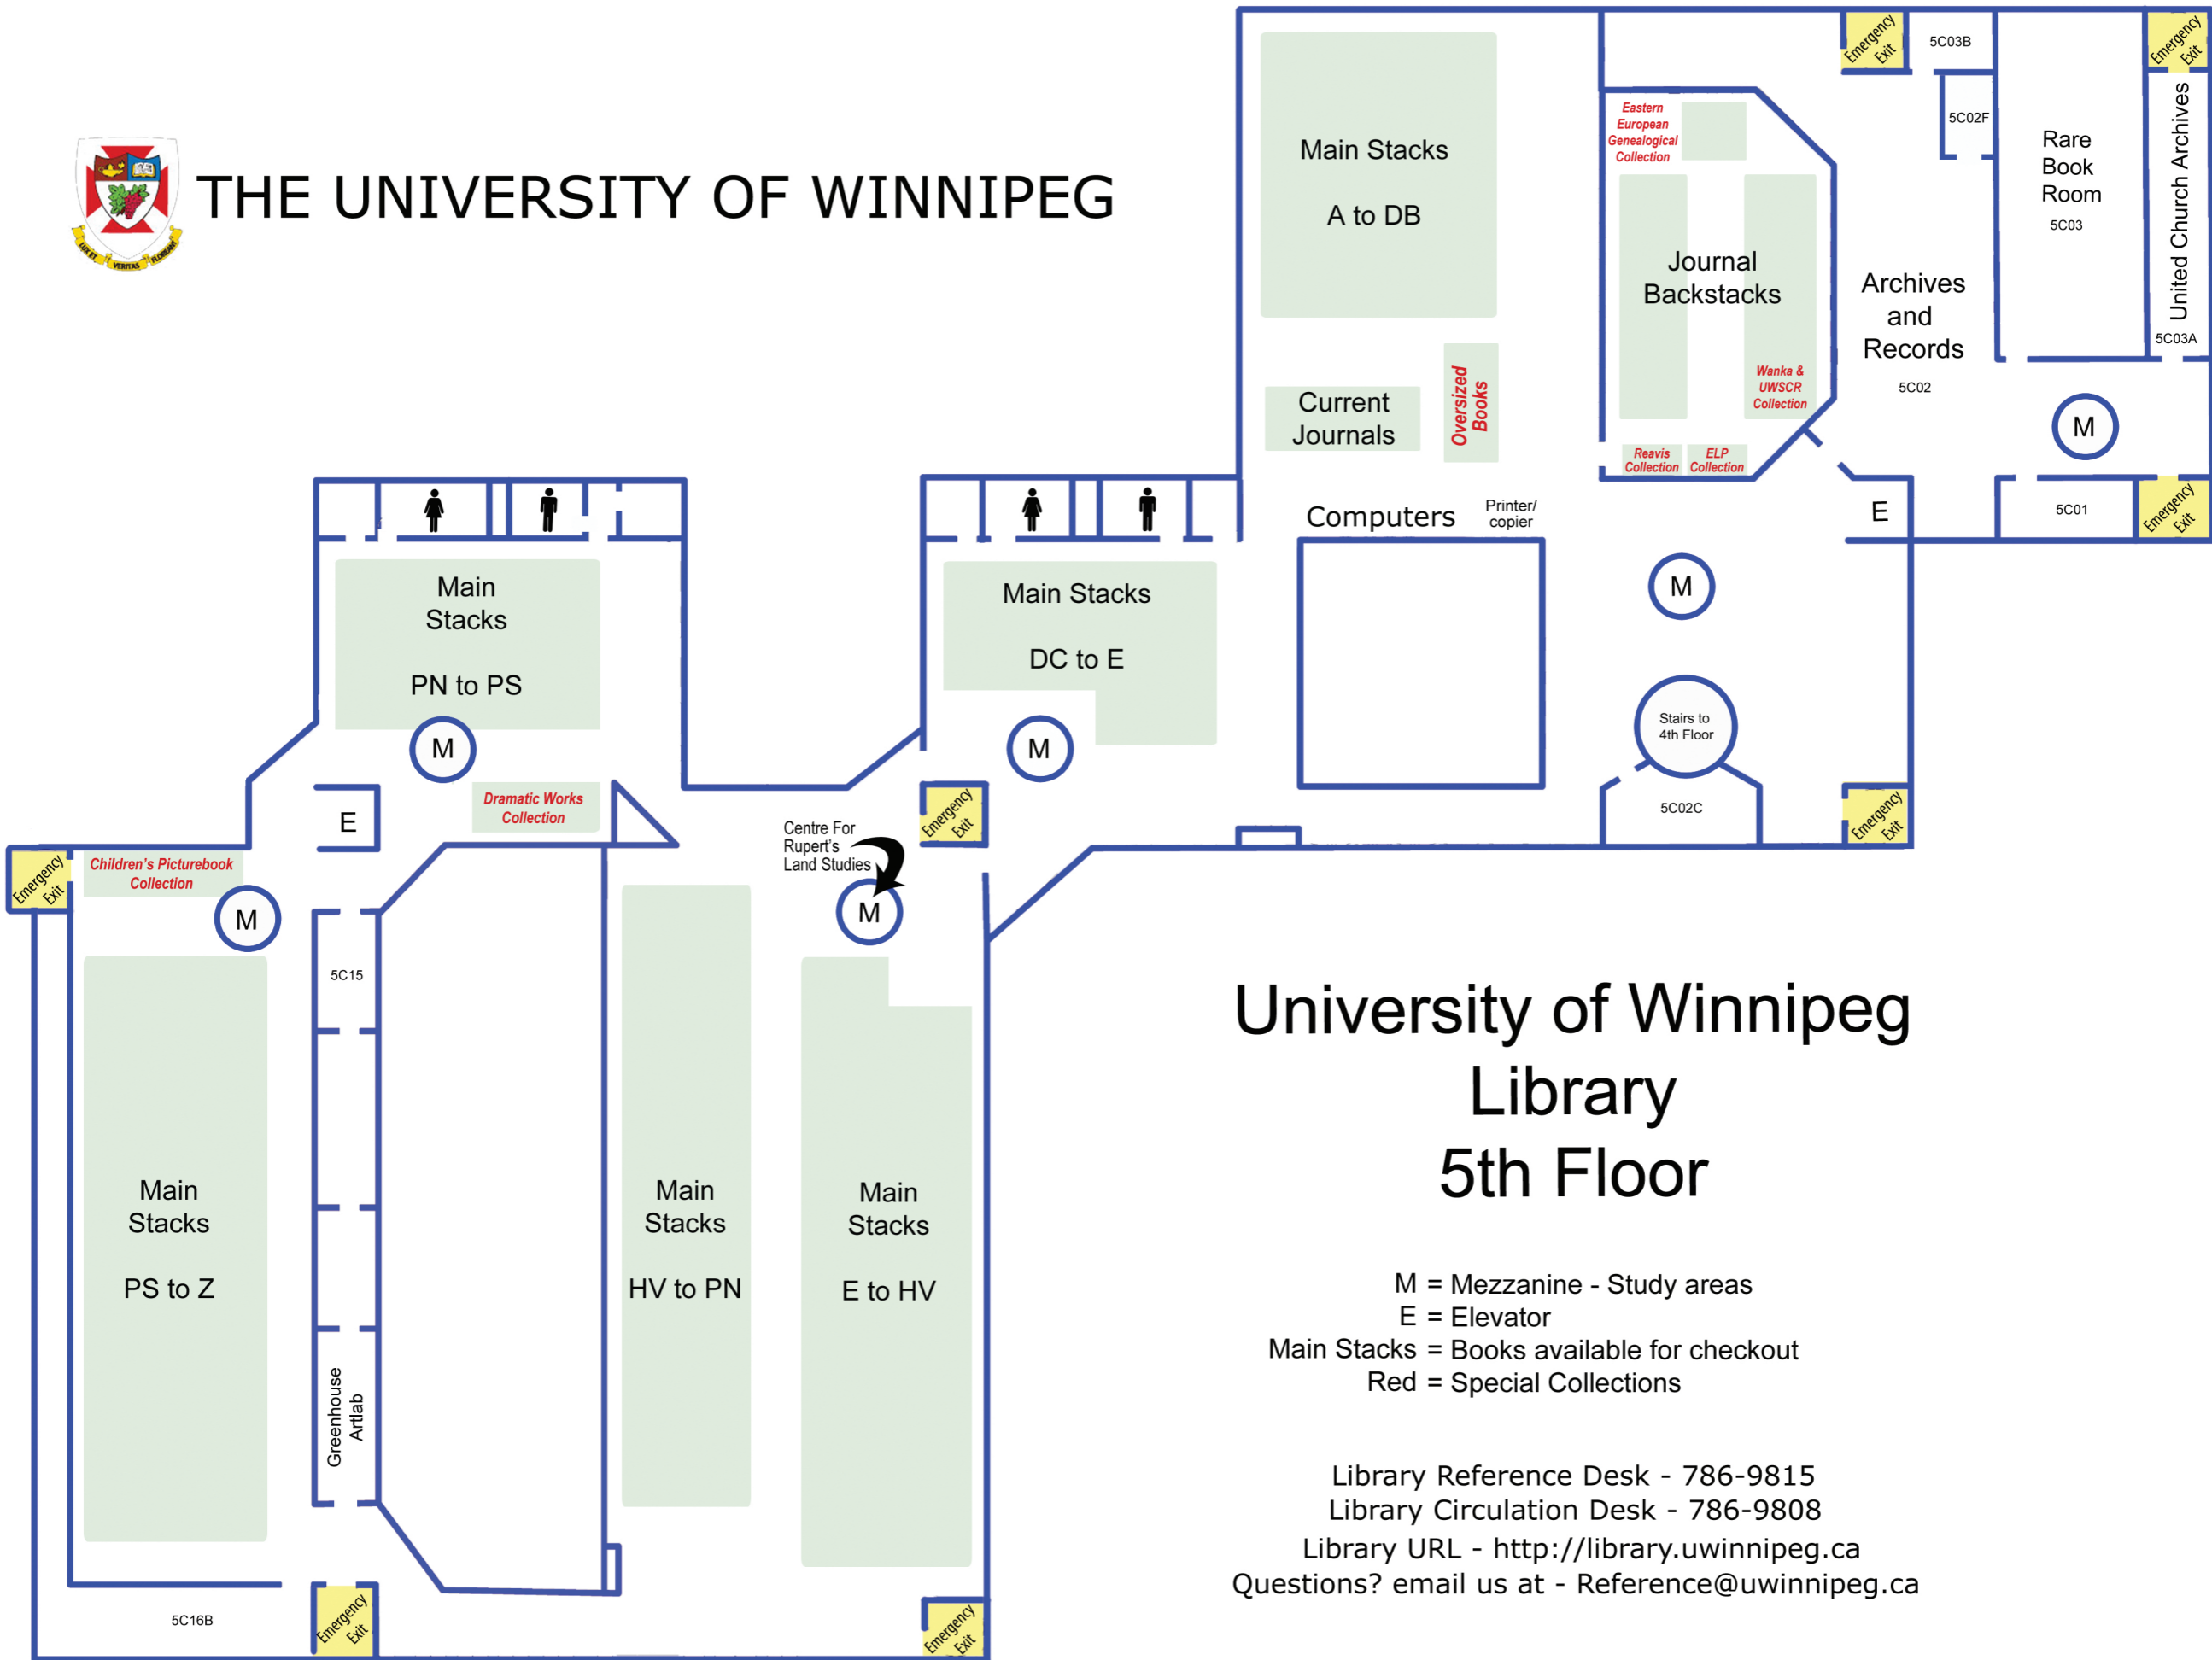 THE UNIVERSITY OF WINNIPEG
LUX ET
VERITAS
FLOREANT
Main Stacks
A to DB
Eastern
European
Genealogical
Collection
Journal
Backstacks
Wanka &
UWSCR
Collection
Reavis
Collection
ELP
Collection
Emergency
Exit
5C03B
5C02F
Rare
Book
Room
5C03
Emergency
Exit
United Church Archives
5C03A
Archives
and
Records
5C02
M
E
5C01
Emergency
Exit
Current
Journals
Oversized
Books
Computers
Printer/
copier
M
Stairs to
4th Floor
5C02C
Emergency
Exit
Main Stacks
DC to E
M
Emergency
Exit
Main
Stacks
PN to PS
M
E
Dramatic Works
Collection
Centre For
Rupert's
Land Studies
M
Emergency
Exit
Children's Picturebook
Collection
M
5C15
Main
Stacks
PS to Z
Greenhouse
Artlab
Main
Stacks
HV to PN
Main
Stacks
E to HV
5C16B
Emergency
Exit
Emergency
Exit
University of Winnipeg
Library
5th Floor
M = Mezzanine - Study areas
E = Elevator
Main Stacks = Books available for checkout
Red = Special Collections
Library Reference Desk - 786-9815
Library Circulation Desk - 786-9808
Library URL - http://library.uwinnipeg.ca
Questions? email us at - Reference@uwinnipeg.ca